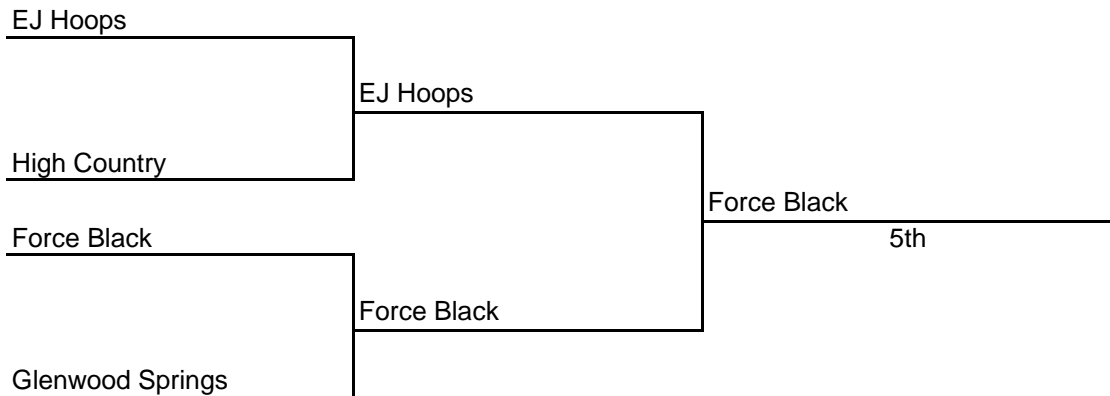 EJ Hoops
EJ Hoops
High Country
Force Black
Force Black
5th
Force Black
Glenwood Springs